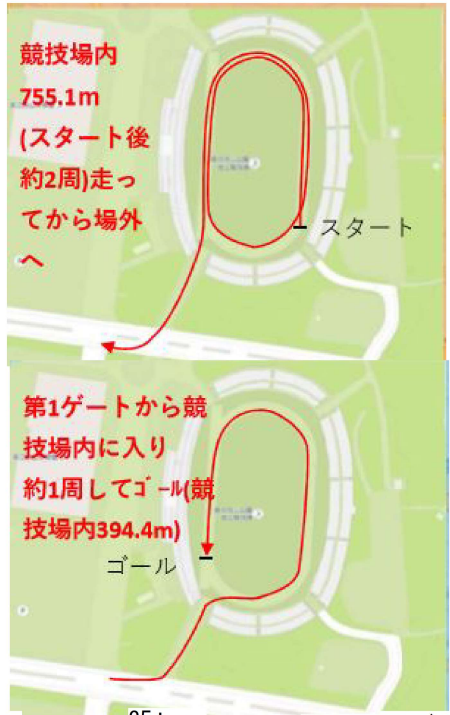 競技場内
755.1m
(スタート後
約2周)走っ
てから場外
へ
スタート
第1ゲートから競
技場内に入り
約1周してｺﾞｰﾙ(競
技場内394.4m)
ゴール